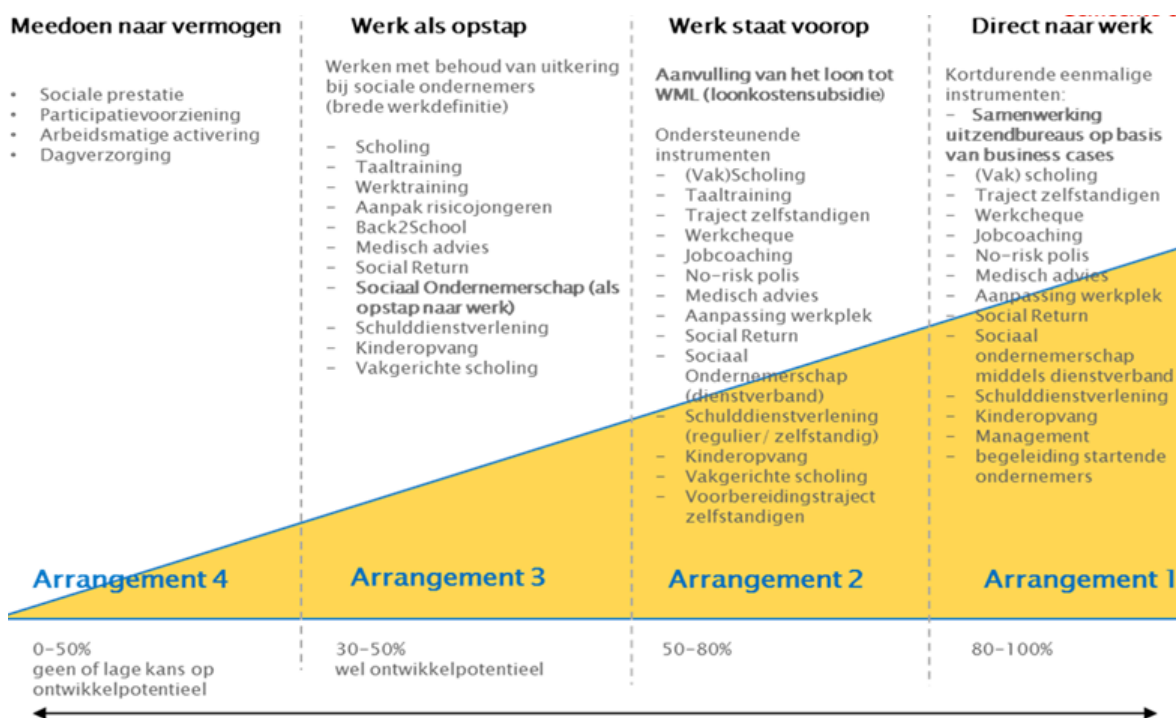 Meedoen naar vermogen
• Sociale prestatie
• Participatievoorziening
• Arbeidsmatige activering
• Dagverzorging
Arrangement 4
0-50%
geen of lage kans op
ontwikkelpotentieel
Werk als opstap
Werken met behoud van uitkering
bij sociale ondernemers
(brede werkdefinitie)
– Scholing
– Taaltraining
– Werktraining
– Aanpak risicojongeren
– Back2School
– Medisch advies
– Social Return
– Sociaal Ondernemerschap (als
opstap naar werk)
– Schulddienstverlening
– Kinderopvang
– Vakgerichte scholing
Arrangement 3
30-50%
wel ontwikkelpotentieel
Werk staat voorop
Aanvulling van het loon tot
WML (loonkostensubsidie)
Ondersteunende
instrumenten
– (Vak)Scholing
– Taaltraining
– Traject zelfstandigen
– Werkcheque
– Jobcoaching
– No-risk polis
– Medisch advies
– Aanpassing werkplek
– Social Return
– Sociaal
Ondernemerschap
(dienstverband)
– Schulddienstverlening
(regulier/ zelfstandig)
– Kinderopvang
– Vakgerichte scholing
– Voorbereidingstraject
zelfstandigen
Arrangement 2
50-80%
Direct naar werk
Kortdurende eenmalige
instrumenten:
– Samenwerking
uitzendbureaus op basis
van business cases
– (Vak) scholing
– Traject zelfstandigen
– Werkcheque
– Jobcoaching
– No-risk polis
– Medisch advies
– Aanpassing werkplek
– Social Return
– Sociaal
ondernemerschap
middels dienstverband
– Schulddienstverlening
– Kinderopvang
– Management
– begeleiding startende
ondernemers
Arrangement 1
80-100%